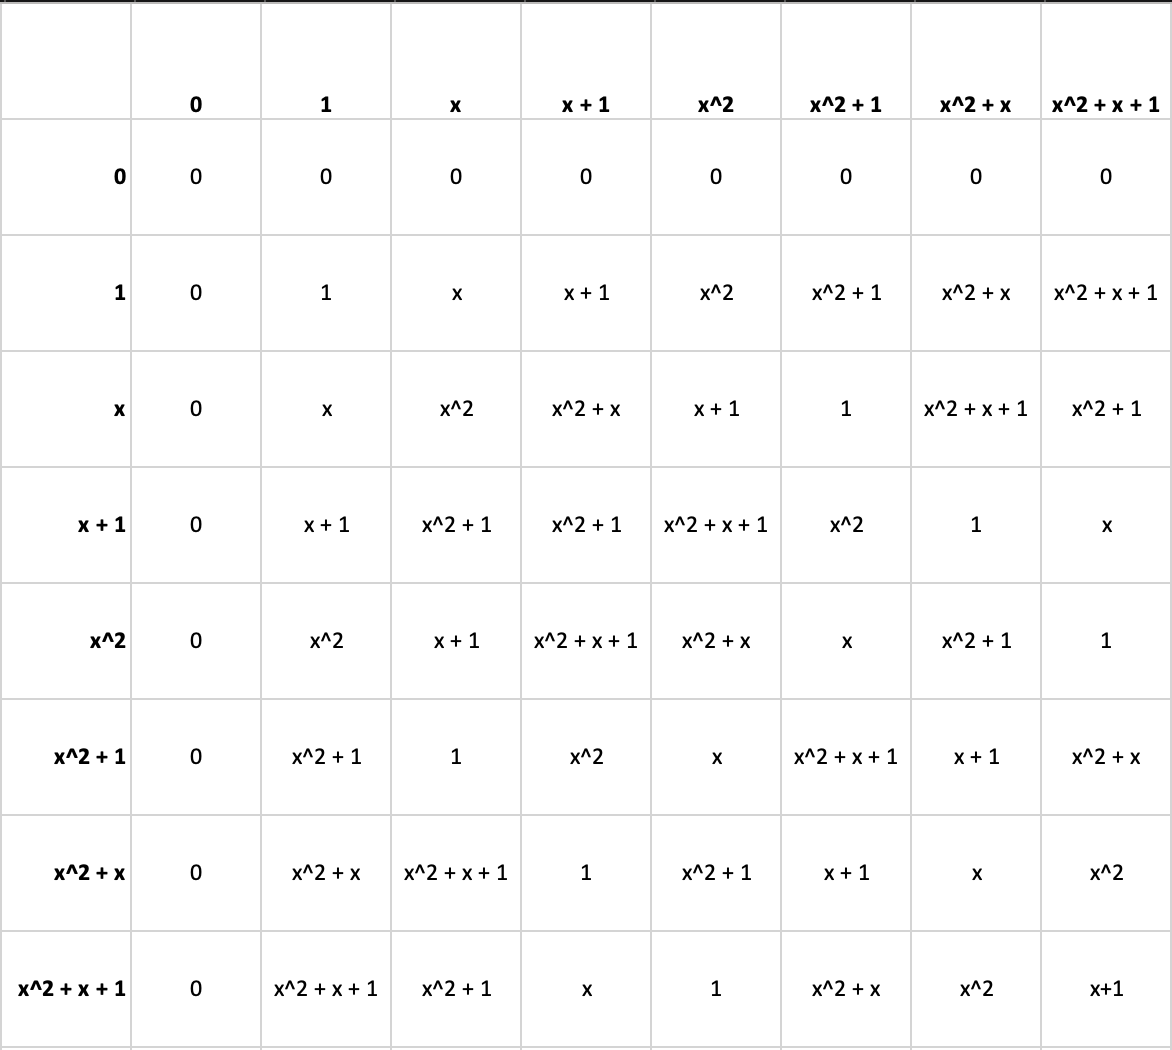 0 1 x x + 1 x^2 x^2 + 1 x^2 + x x^2 + x + 1
0 0 0 0 0 0 0 0 0
1 0 1 x x + 1 x^2 x^2 + 1 x^2 + x x^2 + x + 1
x 0 x x^2 x^2 + x x + 1 1 x^2 + x + 1 x^2 + 1
x + 1 0 x + 1 x^2 + 1 x^2 + 1 x^2 + x + 1 x^2 1 x
x^2 0 x^2 x + 1 x^2 + x + 1 x^2 + x x x^2 + 1 1
x^2 + 1 0 x^2 + 1 1 x^2 x x^2 + x + 1 x + 1 x^2 + x
x^2 + x 0 x^2 + x x^2 + x + 1 1 x^2 + 1 x + 1 x x^2
x^2 + x + 1 0 x^2 + x + 1 x^2 + 1 x 1 x^2 + x x^2 x+1